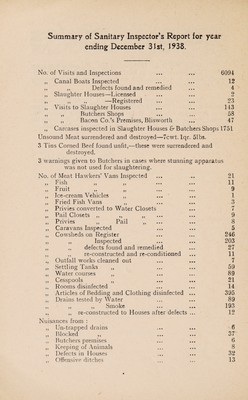 Summary of Sanitary Inspector's Report for year
ending December 31st, 1938.
No. of Visits and Inspections ... ... 6094
„ Canal Boats Inspected ... ... 12
„ „ Defects found and remedied ... 4
„ Slaughter Houses—Licensed ... ... 2
„ „ „ —Registered ... ... 23
„ Visits to Slaughter Houses ... ... 143
„ „ Butchers Shops ... ... 58
„ „ Bacon Co.'s Premises, Blisworth ... 47
„ Carcases inspected in Slaughter Houses & Butchers Shops 1751
Unsound Meat surrendered and destroyed—7cwt. 1qr. 5lbs.
3 Tins Corned Beef found unfit,—these were surrendered and
destroyed.
3 warnings given to Butchers in cases where stunning apparatus
was not used for slaughtering.
No. of Meat Hawkers' Vans Inspected ... ... 21
„ Fish „ „ ... ... 11
„ Fruit „ „ ... ... 9
„ Ice-cream Vehicles „ ... ... 1
„ Fried Fish Vans „ ... ... 3
„ Privies converted to Water Closets ... ... 7
„ Pail Closets „ „ „ ... ... 9
„ Privies „ Pail „ ... ... 8
„ Caravans Inspected ... ... 5
„ Cowsheds on Register ... ... 246
„ „ Inspected ... ... 203
„ „ defects found and remedied ... 27
„ „ re-constructed and re-conditioned ... 11
„ Outfall works cleaned out ... ... 7
„ Settling Tanks „ ... ... 59
„ Water courses „ ... ... 89
„ Cesspools „ ... ... 21
„ Rooms disinfected ... ... 14
„ Articles of Bedding and Clothing disinfected ... 395
„ Drains tested by Water ... ... 89
„ „ „ Smoke ... ... 193
„ „ re-constructed to Houses after defects ... 12
Nuisances from :
„ Un-trapped drains ... ... 6
„ Blocked „ ... ... 37
„ Butchers premises ... ... 6
„ Keeping of Animals ... ... 8
„ Defects in Houses ... ... 32
„ Offensive ditches ... ... 13